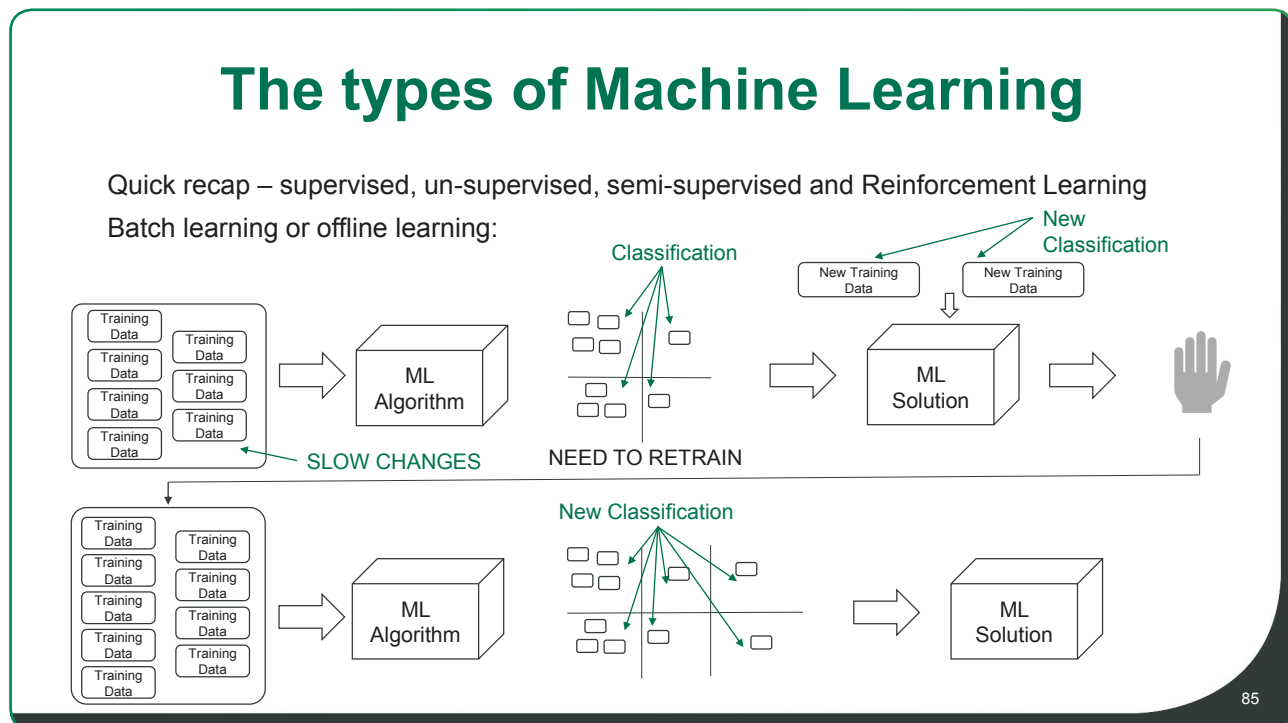 The types of Machine Learning
Quick recap – supervised, un-supervised, semi-supervised and Reinforcement Learning
Batch learning or offline learning:
Classification
New
Classification
New Training
Data
New Training
Data
Training
Data
Training
Data
Training
Data
Training
Data
Training
Data
Training
Data
Training
Data
ML
Algorithm
ML
Solution
SLOW CHANGES
NEED TO RETRAIN
New Classification
Training
Data
Training
Data
Training
Data
Training
Data
Training
Data
Training
Data
Training
Data
Training
Data
Training
Data
ML
Algorithm
ML
Solution
85